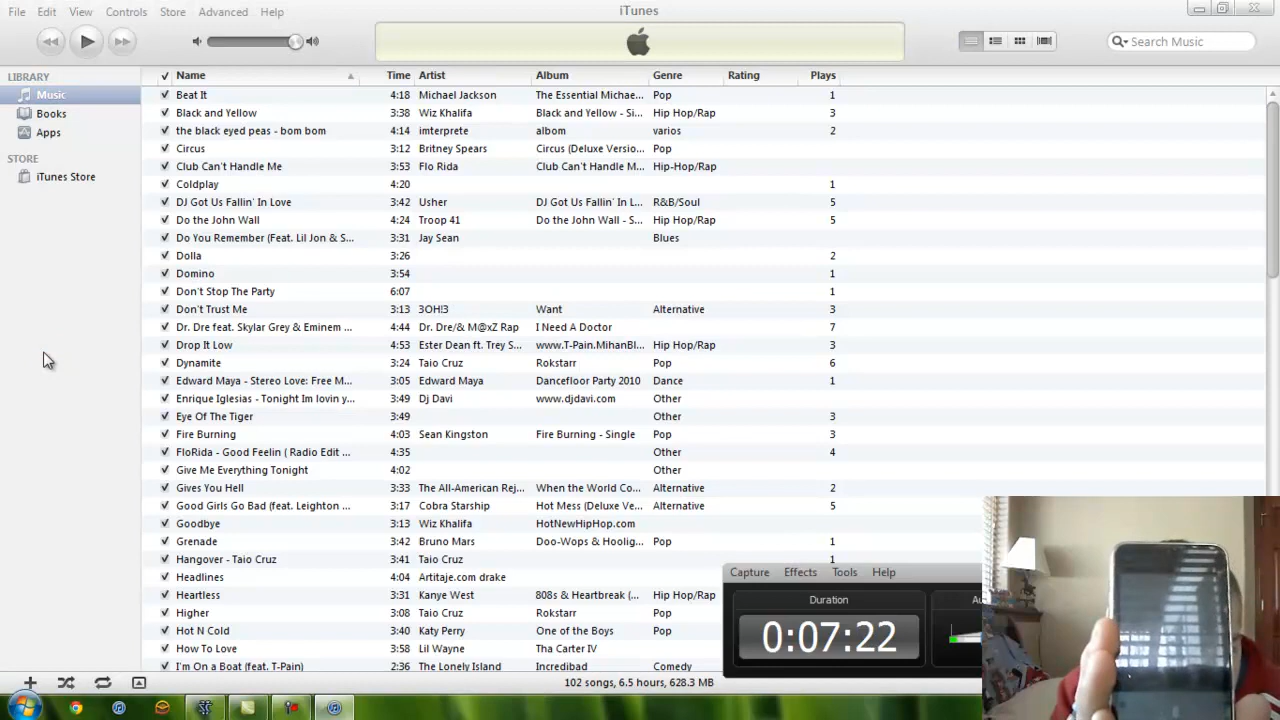 File Edit View Controls Store Advanced Help
iTunes
Search Music
LIBRARY
Music
Books
Apps
STORE
iTunes Store
Name Time Artist Album Genre Rating Plays
Beat It 4:18 Michael Jackson The Essential Michae... Pop 1
Black and Yellow 3:38 Wiz Khalifa Black and Yellow - Si... Hip Hop/Rap 3
the black eyed peas - bom bom 4:14 imterprete albom varios 2
Circus 3:12 Britney Spears Circus (Deluxe Versio... Pop
Club Can't Handle Me 3:53 Flo Rida Club Can't Handle M... Hip-Hop/Rap
Coldplay 4:20 1
DJ Got Us Fallin' In Love 3:42 Usher DJ Got Us Fallin' In L... R&B/Soul 5
Do the John Wall 4:24 Troop 41 Do the John Wall - S... Hip Hop/Rap 5
Do You Remember (Feat. Lil Jon & S... 3:31 Jay Sean Blues
Dolla 3:26 2
Domino 3:54 1
Don't Stop The Party 6:07 1
Don't Trust Me 3:13 3OH!3 Want Alternative 3
Dr. Dre feat. Skylar Grey & Eminem ... 4:44 Dr. Dre/& M@xZ Rap I Need A Doctor 7
Drop It Low 4:53 Ester Dean ft. Trey S... www.T-Pain.MihanBl... Hip Hop/Rap 3
Dynamite 3:24 Taio Cruz Rokstarr Pop 6
Edward Maya - Stereo Love: Free M... 3:05 Edward Maya Dancefloor Party 2010 Dance 1
Enrique Iglesias - Tonight Im lovin y... 3:49 Dj Davi www.djdavi.com Other
Eye Of The Tiger 3:49 Other 3
Fire Burning 4:03 Sean Kingston Fire Burning - Single Pop 3
FloRida - Good Feelin ( Radio Edit ... 4:35 Other 4
Give Me Everything Tonight 4:02 Other
Gives You Hell 3:33 The All-American Rej... When the World Co... Alternative 2
Good Girls Go Bad (feat. Leighton ... 3:17 Cobra Starship Hot Mess (Deluxe Ver... Alternative 5
Goodbye 3:13 Wiz Khalifa HotNewHipHop.com
Grenade 3:42 Bruno Mars Doo-Wops & Hoolig... Pop 1
Hangover - Taio Cruz 3:41 Taio Cruz 1
Headlines 4:04 Artitaje.com drake
Heartless 3:31 Kanye West 808s & Heartbreak (... Hip Hop/Rap
Higher 3:08 Taio Cruz Rokstarr Pop
Hot N Cold 3:40 Katy Perry One of the Boys Pop
How To Love 3:58 Lil Wayne Tha Carter IV
I'm On a Boat (feat. T-Pain) 2:36 The Lonely Island Incredibad Comedy
Capture Effects Tools Help
Duration
0:07:22
102 songs, 6.5 hours, 628.3 MB